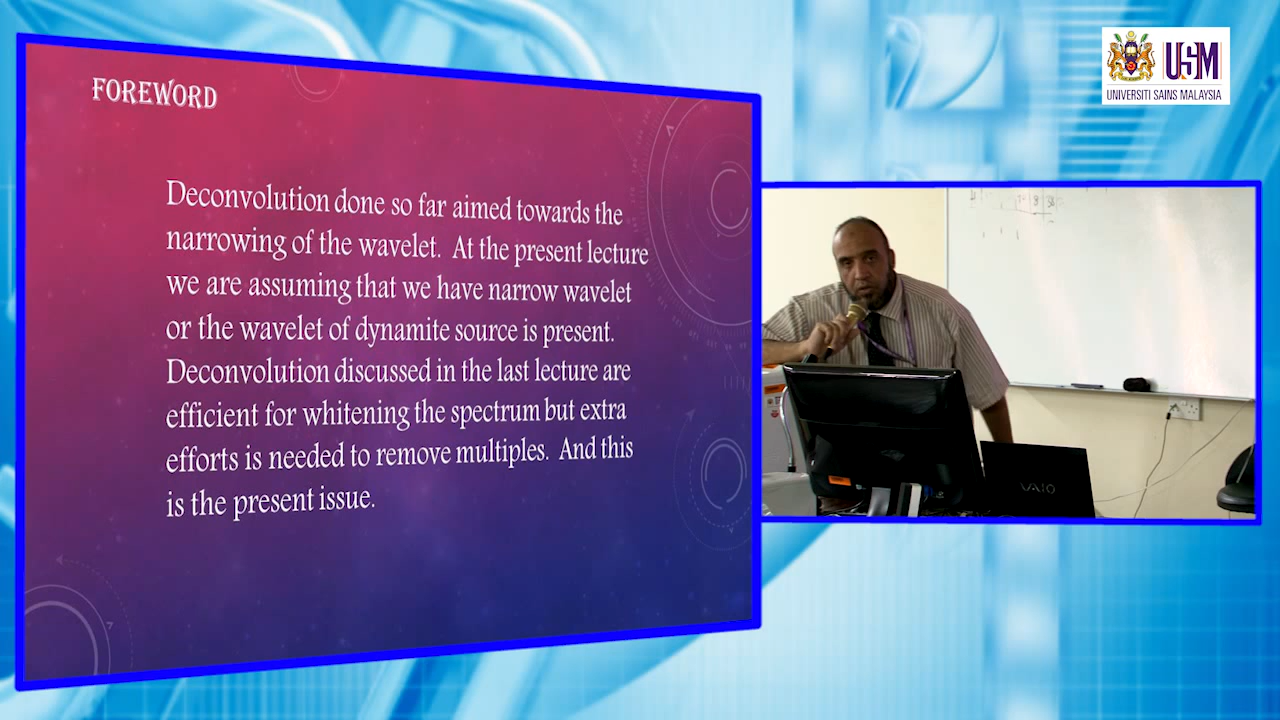 FOREWORD
Deconvolution done so far aimed towards the
narrowing of the wavelet. At the present lecture
we are assuming that we have narrow wavelet
or the wavelet of dynamite source is present.
Deconvolution discussed in the last lecture are
efficient for whitening the spectrum but extra
efforts is needed to remove multiples. And this
is the present issue.
USM
UNIVERSITI SAINS MALAYSIA
VAIO